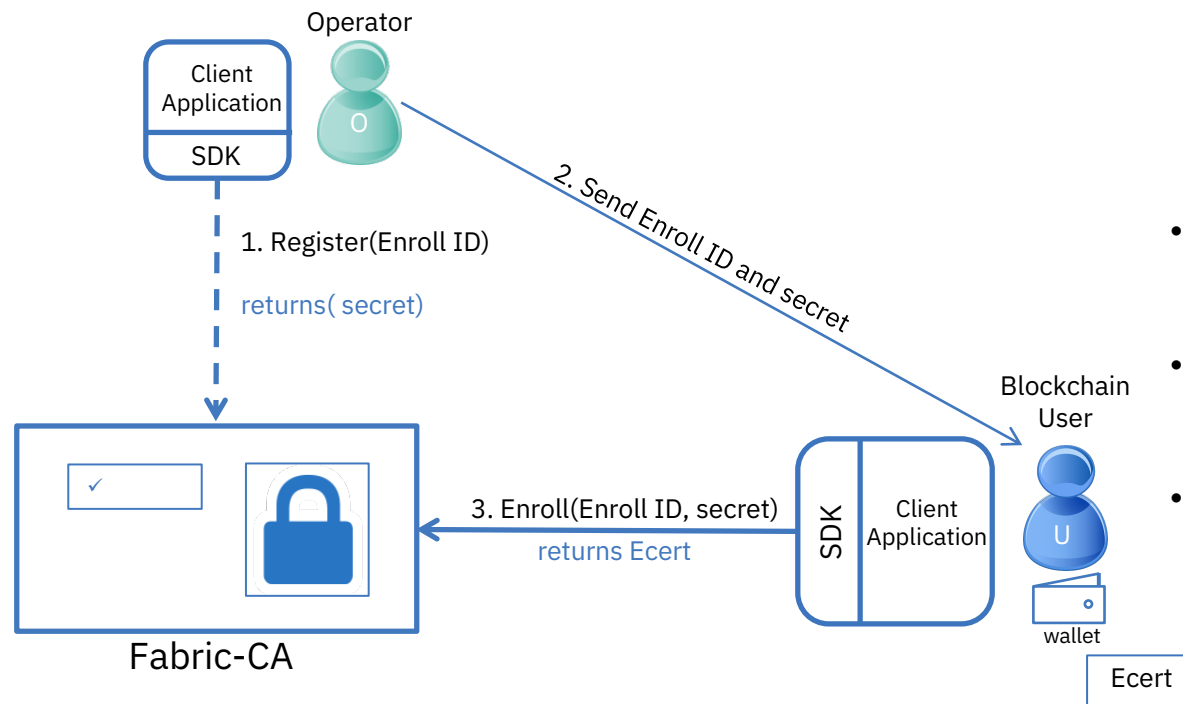 Operator
Client
Application
SDK
O
2. Send Enroll ID and secret
1. Register(Enroll ID)
returns( secret)
Blockchain
User
3. Enroll(Enroll ID, secret)
returns Ecert
SDK
Client
Application
U
wallet
Fabric-CA
Ecert